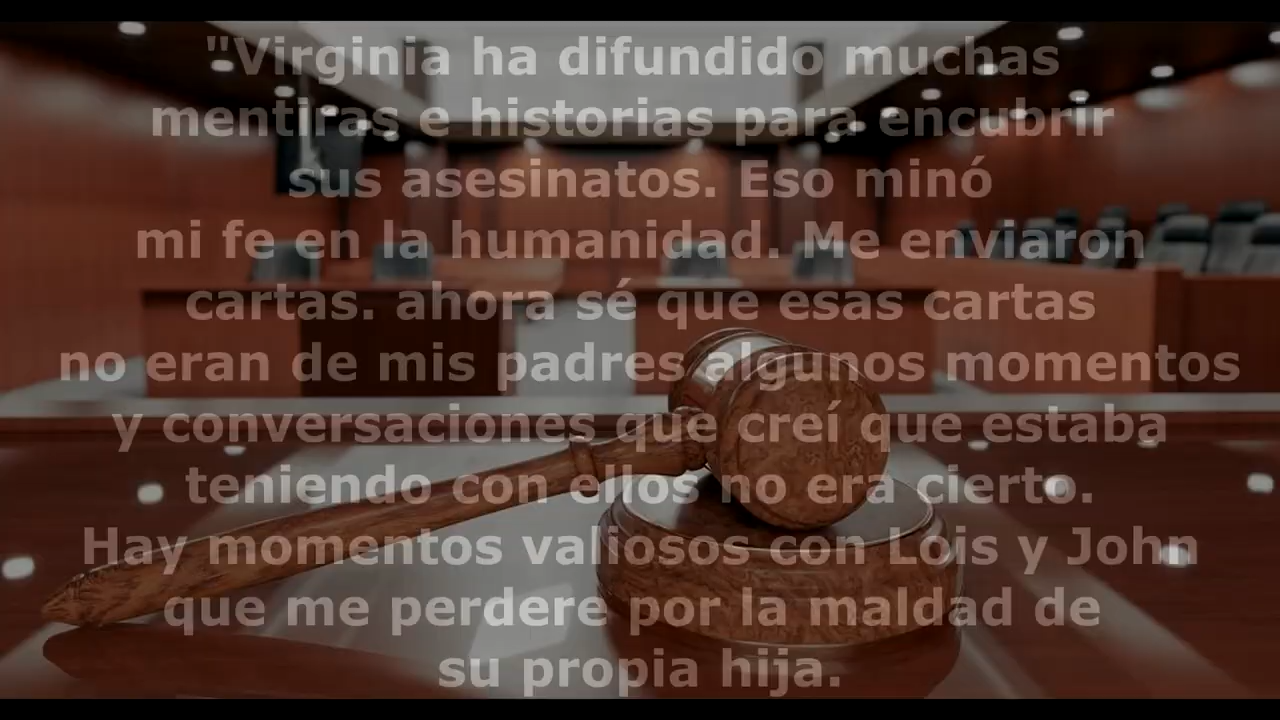 "Virginia ha difundido muchas
mentiras e historias para encubrir
sus asesinatos. Eso minó
mi fe en la humanidad. Me enviaron
cartas. ahora sé que esas cartas
no eran de mis padres algunos momentos
y conversaciones que creí que estaba
teniendo con ellos no era cierto.
Hay momentos valiosos con Lois y John
que me perdere por la maldad de
su propia hija.